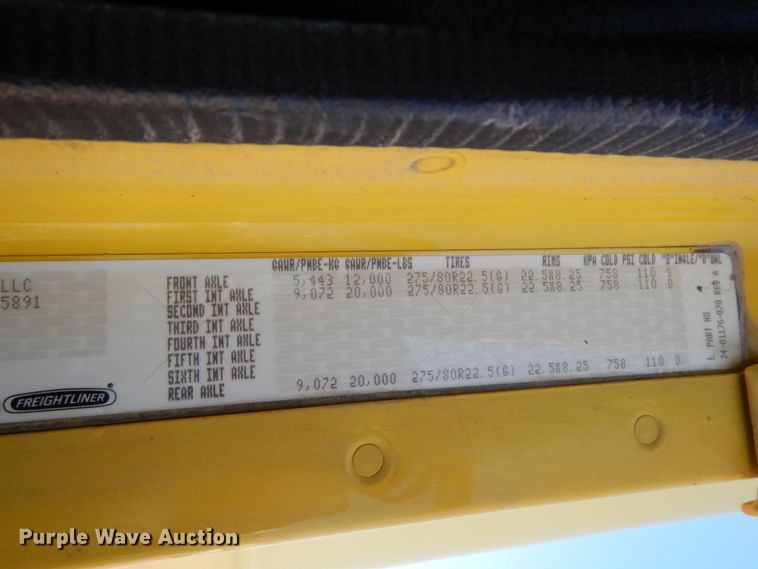 GAWR/PNBE-KG GAWR/PNBE-LBS TIRES RIMS KPA COLD PSI COLD "S"INGLE/"D"UAL
LLC
5891
FRONT AXLE 5,443 12,000 275/80R22.5(G) 22.5X8.25 758 110 S
FIRST INT AXLE 9,072 20,000 275/80R22.5(G) 22.5X8.25 758 110 D
SECOND INT AXLE
THIRD INT AXLE
FOURTH INT AXLE
FIFTH INT AXLE
SIXTH INT AXLE
REAR AXLE 9,072 20,000 275/80R22.5(G) 22.5X8.25 758 110 D
FREIGHTLINER
PART NO.
24-01176-070 REV A
Purple Wave Auction